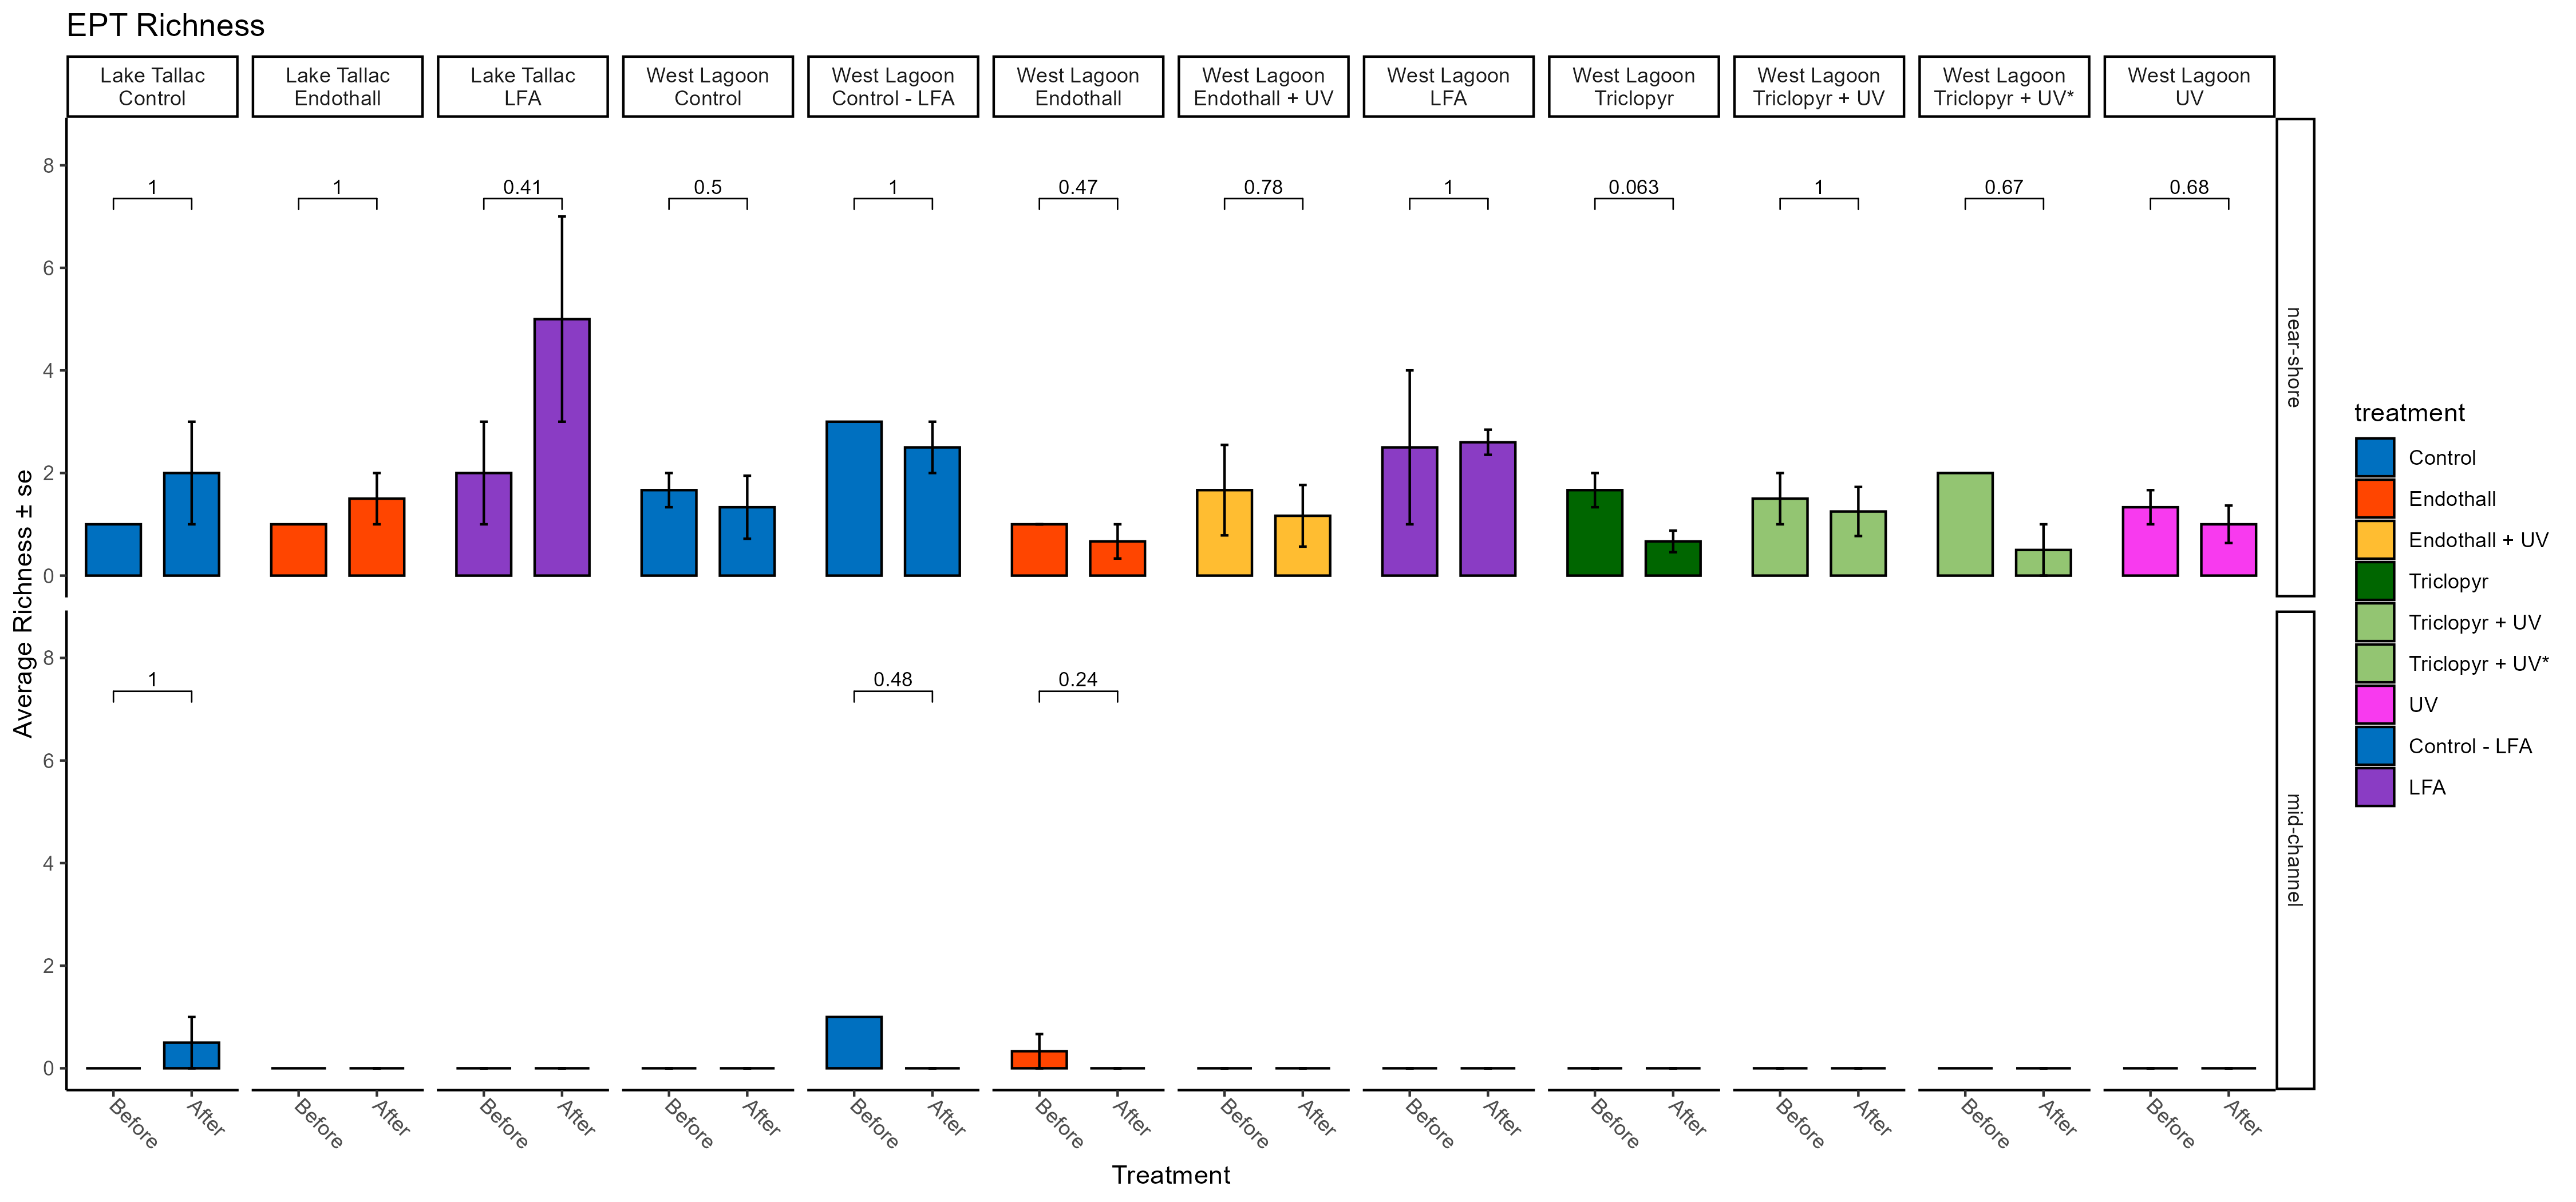 EPT Richness
Lake Tallac
Control
Lake Tallac
Endothall
Lake Tallac
LFA
West Lagoon
Control
West Lagoon
Control - LFA
West Lagoon
Endothall
West Lagoon
Endothall + UV
West Lagoon
LFA
West Lagoon
Triclopyr
West Lagoon
Triclopyr + UV
West Lagoon
Triclopyr + UV*
West Lagoon
UV
Average Richness ± se
8
6
4
2
0
1
1
0.41
0.5
1
0.47
0.78
1
0.063
1
0.67
0.68
near-shore
8
6
4
2
0
1
0.48
0.24
mid-channel
Before
After
Before
After
Before
After
Before
After
Before
After
Before
After
Before
After
Before
After
Before
After
Before
After
Before
After
Before
After
Treatment
treatment
Control
Endothall
Endothall + UV
Triclopyr
Triclopyr + UV
Triclopyr + UV*
UV
Control - LFA
LFA